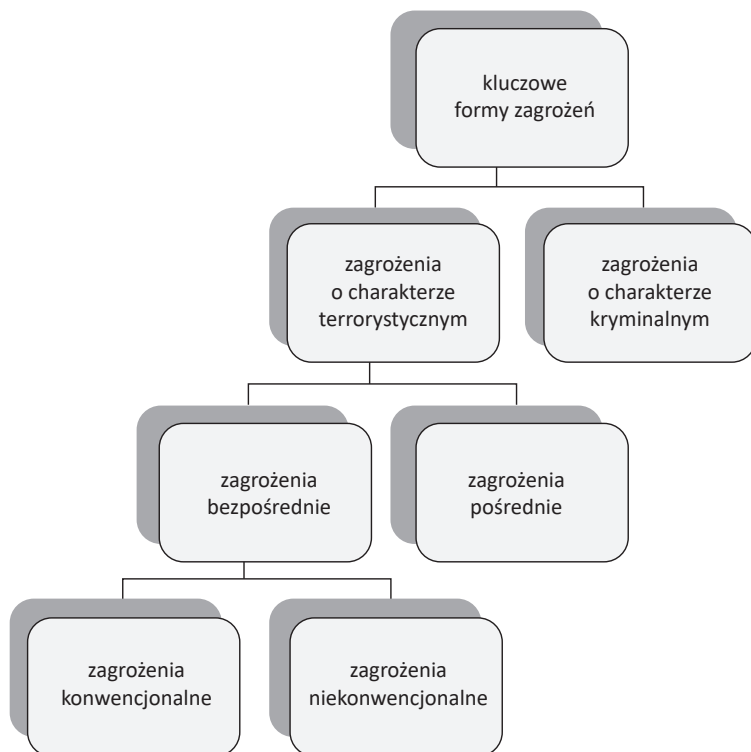 kluczowe
formy zagrożeń
zagrożenia
o charakterze
terrorystycznym
zagrożenia
o charakterze
kryminalnym
zagrożenia
bezpośrednie
zagrożenia
pośrednie
zagrożenia
konwencjonalne
zagrożenia
niekonwencjonalne